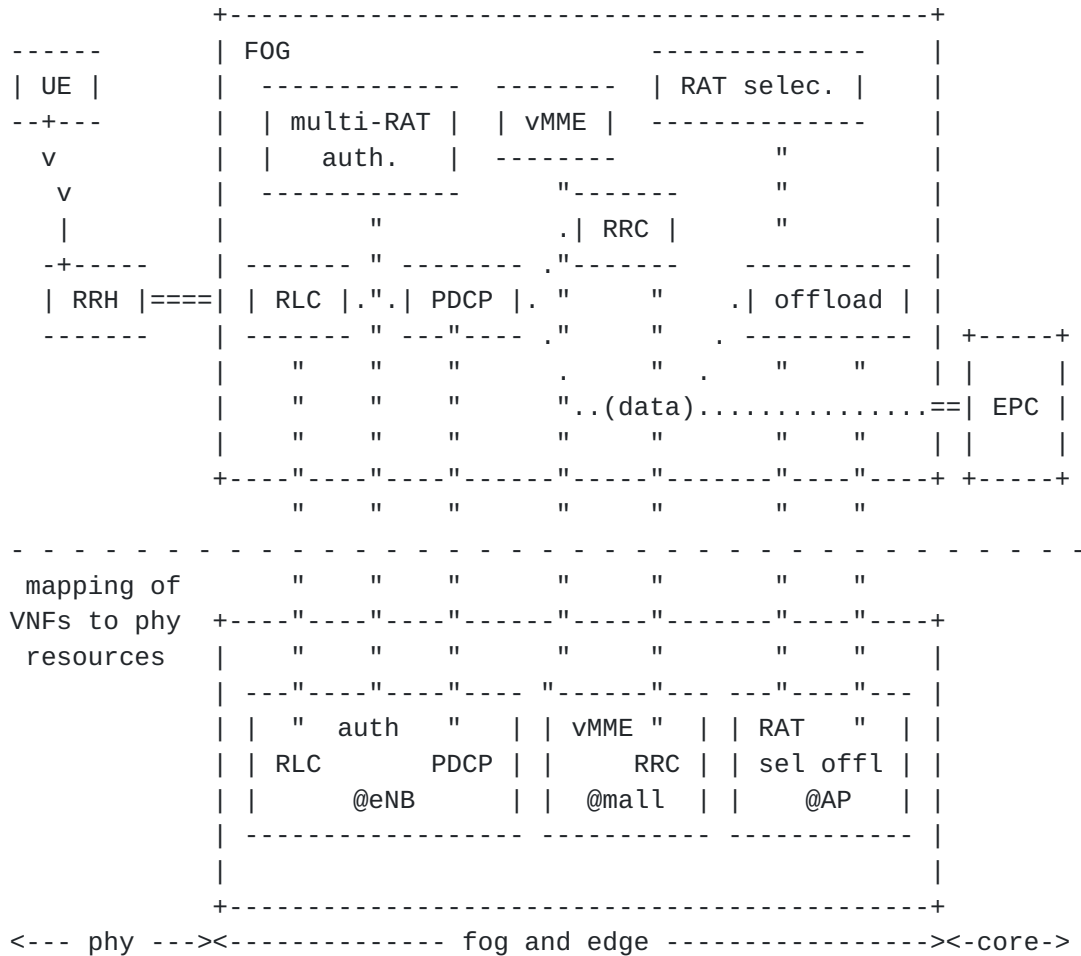 FOG
UE RAT selec.
multi-RAT vMME
auth.
RRC
RRH RLC PDCP offload
(data) EPC
mapping of
VNFs to phy
resources
auth vMME RAT
RLC PDCP RRC sel offl
@eNB @mall @AP
<--- phy ---><-------------- fog and edge -----------------><-core->